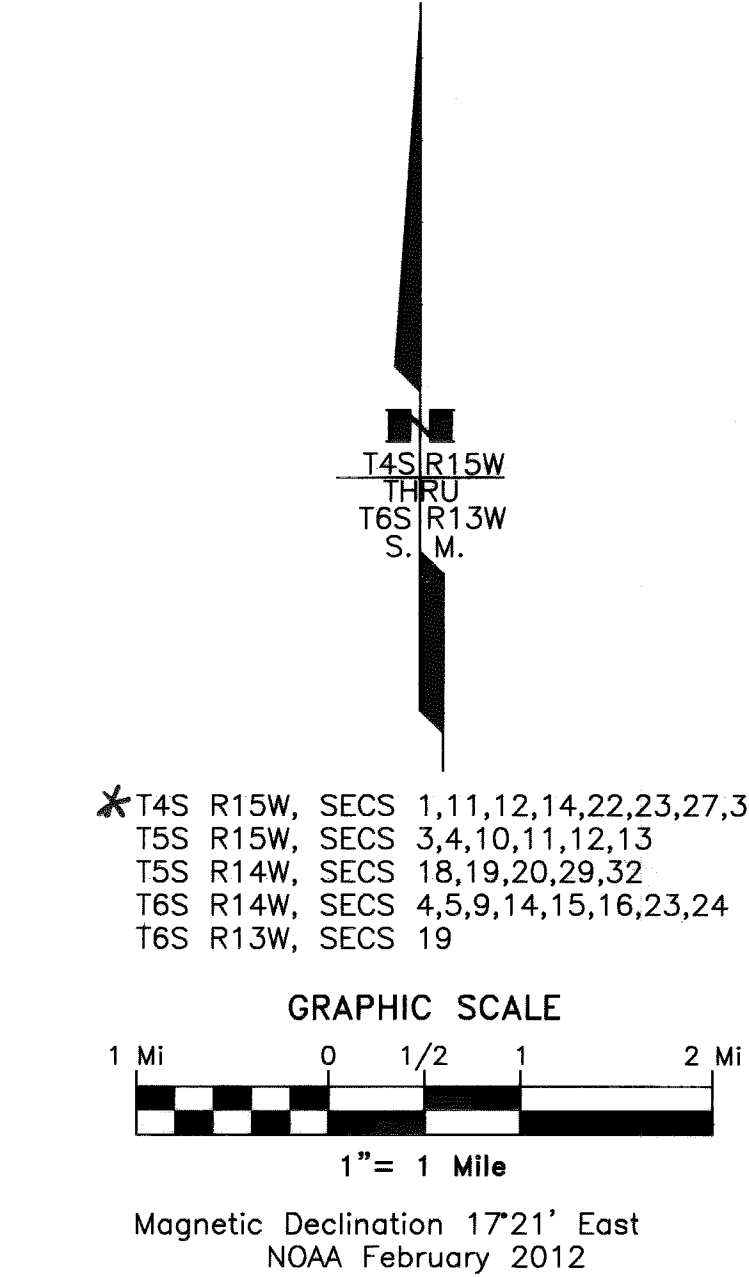 N
T4S R15W
THRU
T6S R13W
S. M.
*T4S R15W, SECS 1,11,12,14,22,23,27,3
T5S R15W, SECS 3,4,10,11,12,13
T5S R14W, SECS 18,19,20,29,32
T6S R14W, SECS 4,5,9,14,15,16,23,24
T6S R13W, SECS 19
GRAPHIC SCALE
1 Mi 0 1/2 1 2 Mi
1"= 1 Mile
Magnetic Declination 17°21' East
NOAA February 2012